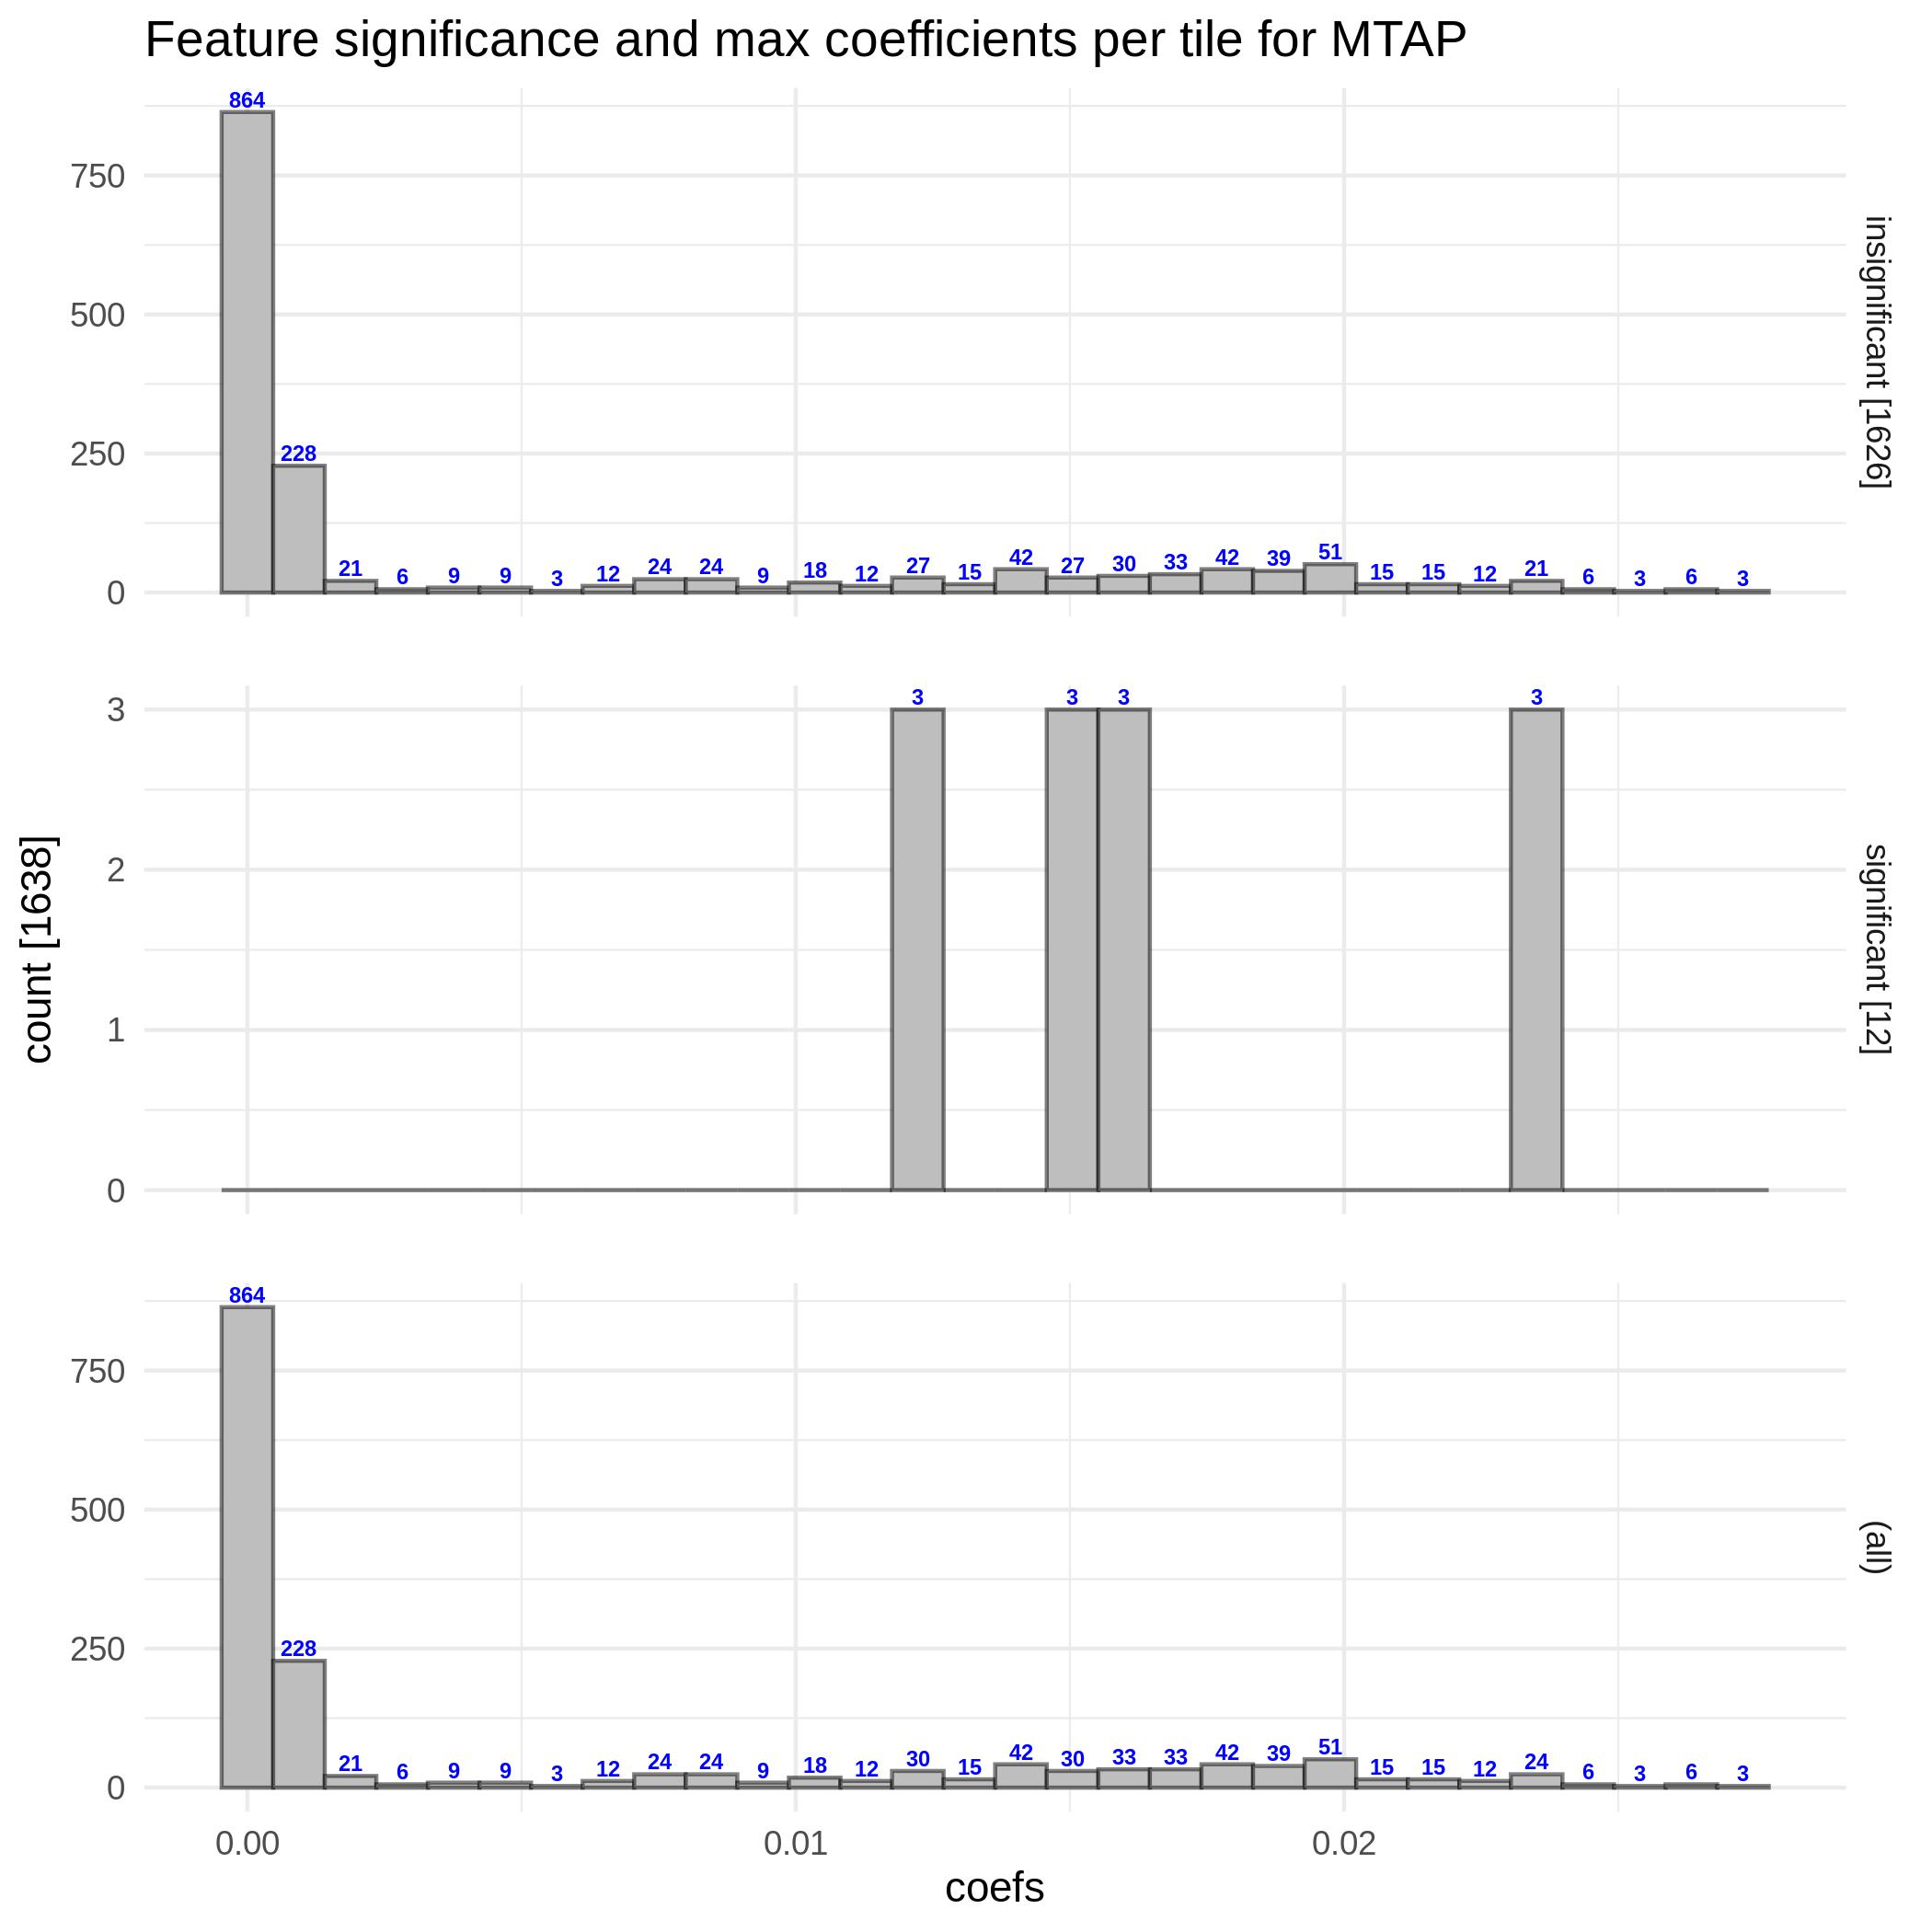 Feature significance and max coefficients per tile for MTAP
864
750
500
250
0
228
21 6 9 9 3 12 24 24 9 18 12 27 15 42 27 30 33 42 39 51 15 15 12 21 6 3 6 3
insignificant [1626]
count [1638]
3
2
1
0
3 3 3 3
significant [12]
864
750
500
250
0
228
21 6 9 9 3 12 24 24 9 18 12 30 15 42 30 33 33 42 39 51 15 15 12 24 6 3 6 3
(all)
0.00 0.01 0.02
coefs